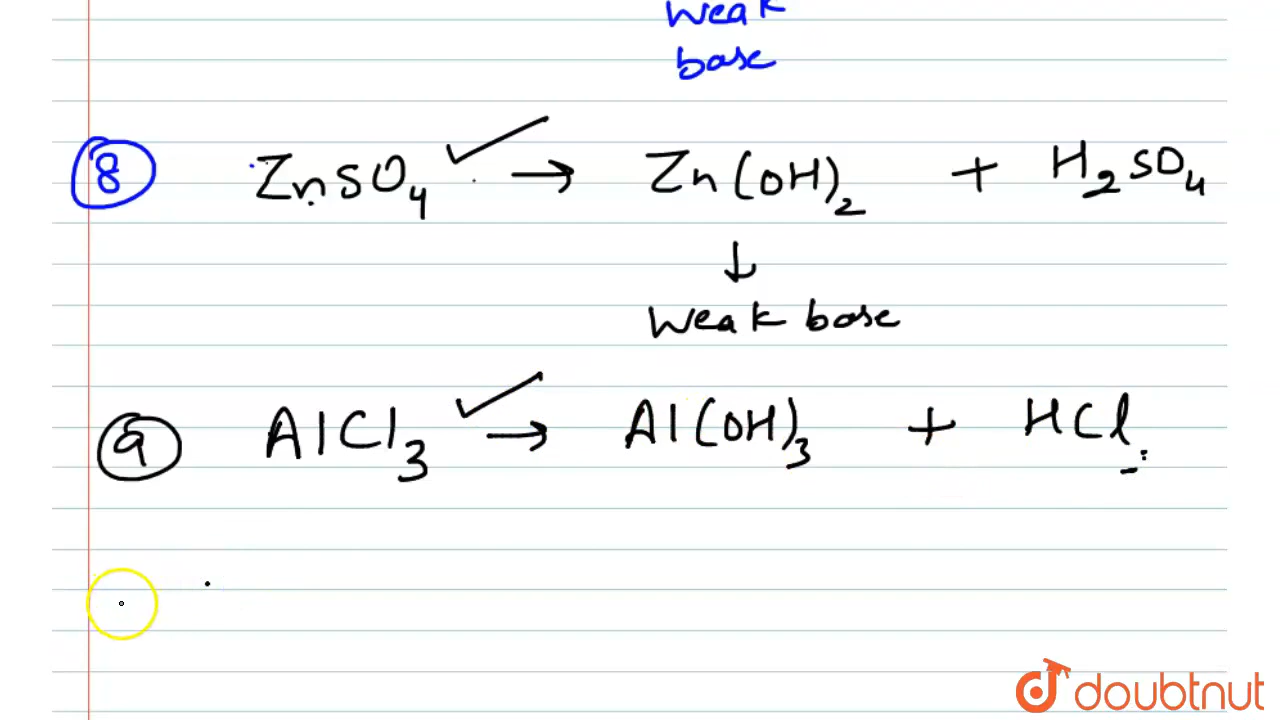 weak
base
8 ZnSO4 → Zn(OH)2 + H2SO4
↓
weak base
9 AlCl3 → Al(OH)3 + HCl
doubtnut